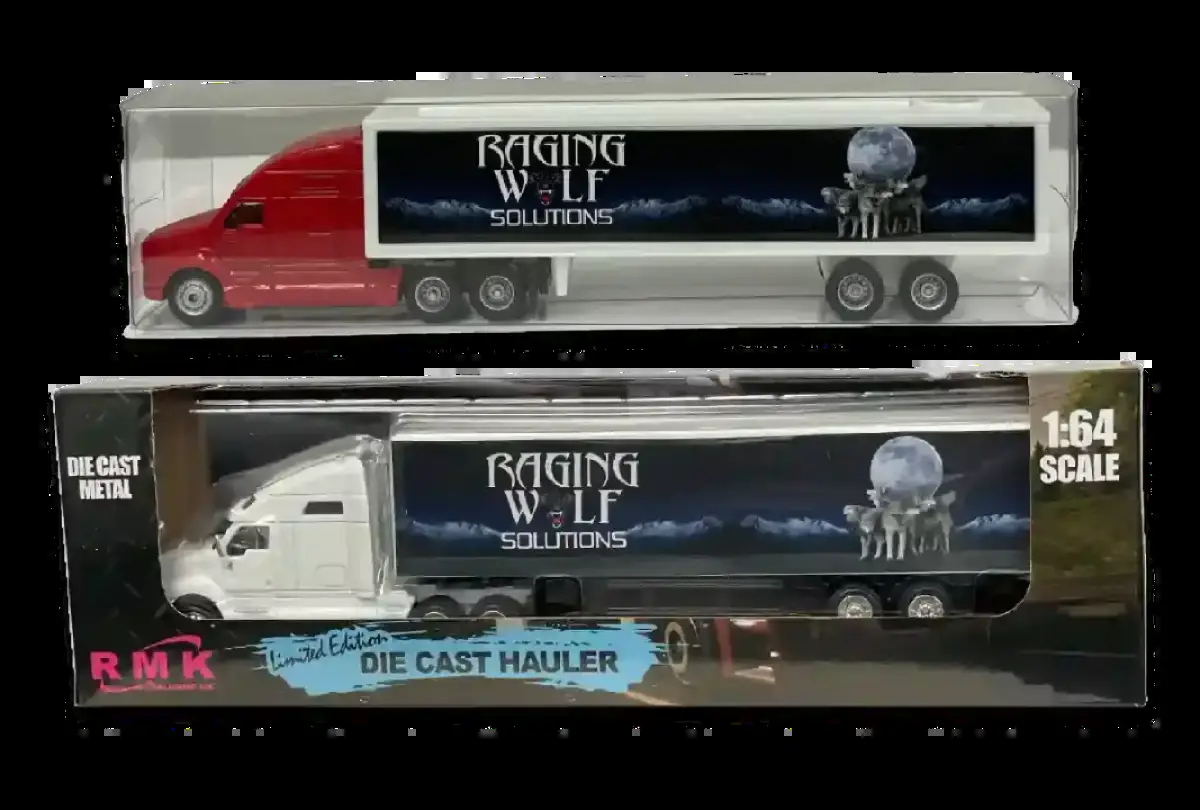 RAGING
WOLF
SOLUTIONS
DIE CAST
METAL
RAGING
WOLF
SOLUTIONS
1:64
SCALE
RMK
Limited Edition
DIE CAST HAULER